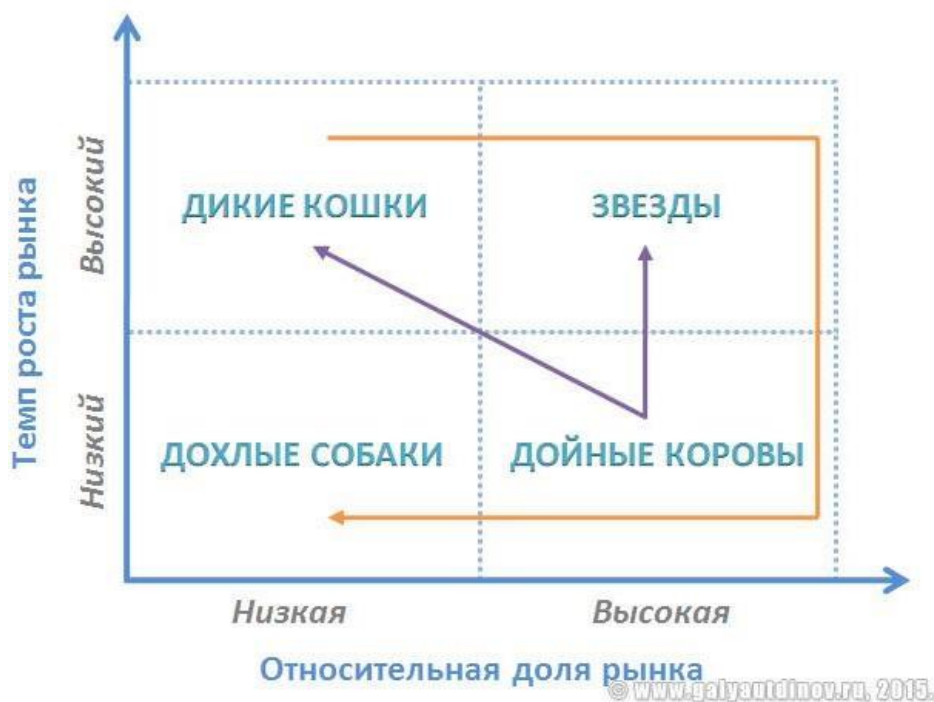 Темп роста рынка
Высокий
Низкий
ДИКИЕ КОШКИ
ЗВЕЗДЫ
ДОХЛЫЕ СОБАКИ
ДОЙНЫЕ КОРОВЫ
Низкая
Высокая
Относительная доля рынка
© www.galyautdinov.ru, 2015.